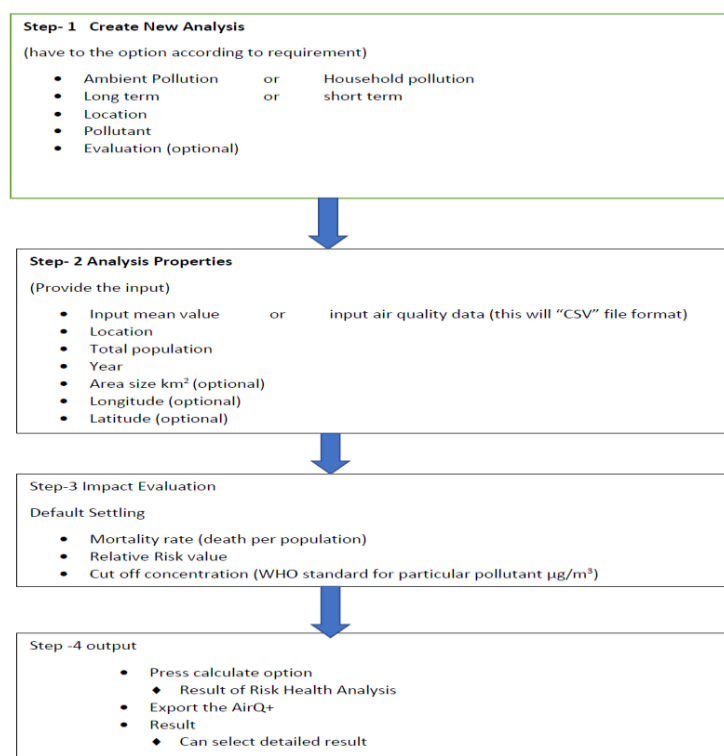 Step- 1 Create New Analysis
(have to the option according to requirement)
• Ambient Pollution or Household pollution
• Long term or short term
• Location
• Pollutant
• Evaluation (optional)
Step- 2 Analysis Properties
(Provide the input)
• Input mean value or input air quality data (this will “CSV” file format)
• Location
• Total population
• Year
• Area size km² (optional)
• Longitude (optional)
• Latitude (optional)
Step-3 Impact Evaluation
Default Settling
• Mortality rate (death per population)
• Relative Risk value
• Cut off concentration (WHO standard for particular pollutant µg/m³)
Step -4 output
• Press calculate option
◆ Result of Risk Health Analysis
• Export the AirQ+
• Result
◆ Can select detailed result